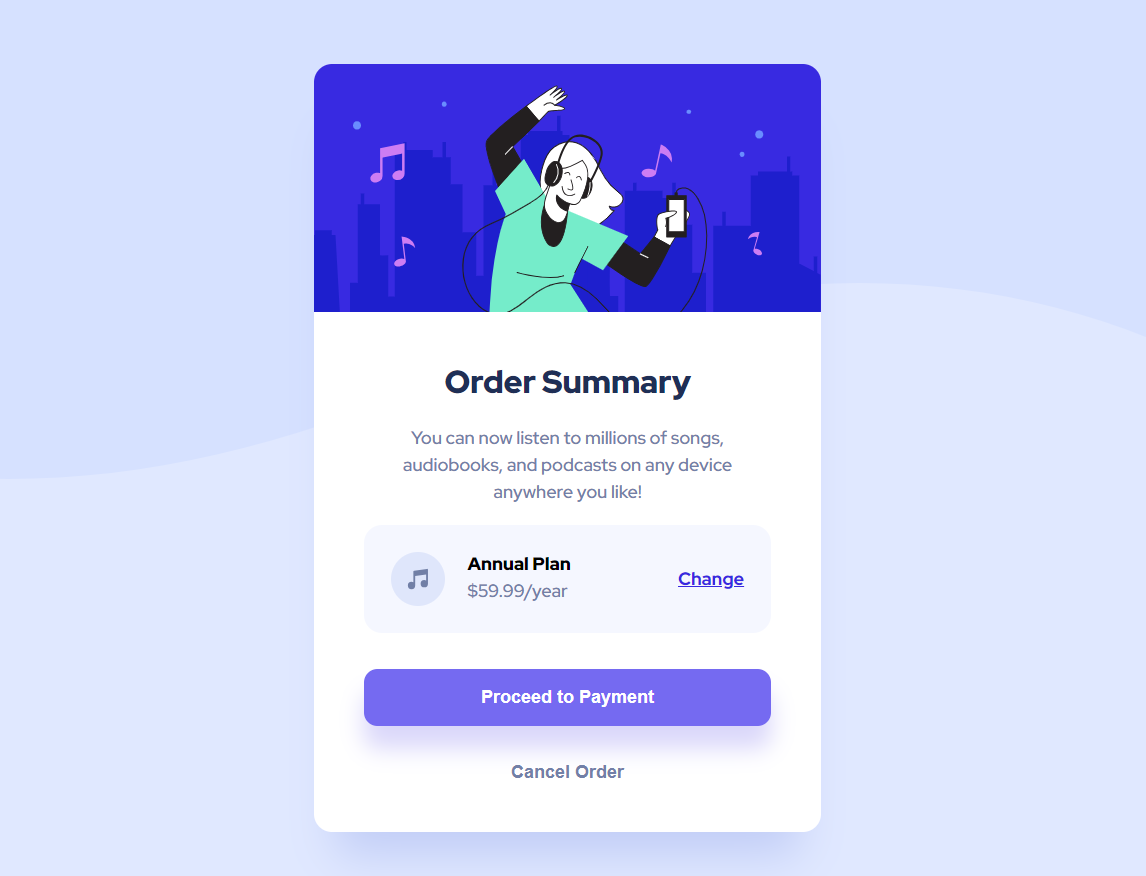 Order Summary
You can now listen to millions of songs,
audiobooks, and podcasts on any device
anywhere you like!
Annual Plan
$59.99/year
Change
Proceed to Payment
Cancel Order